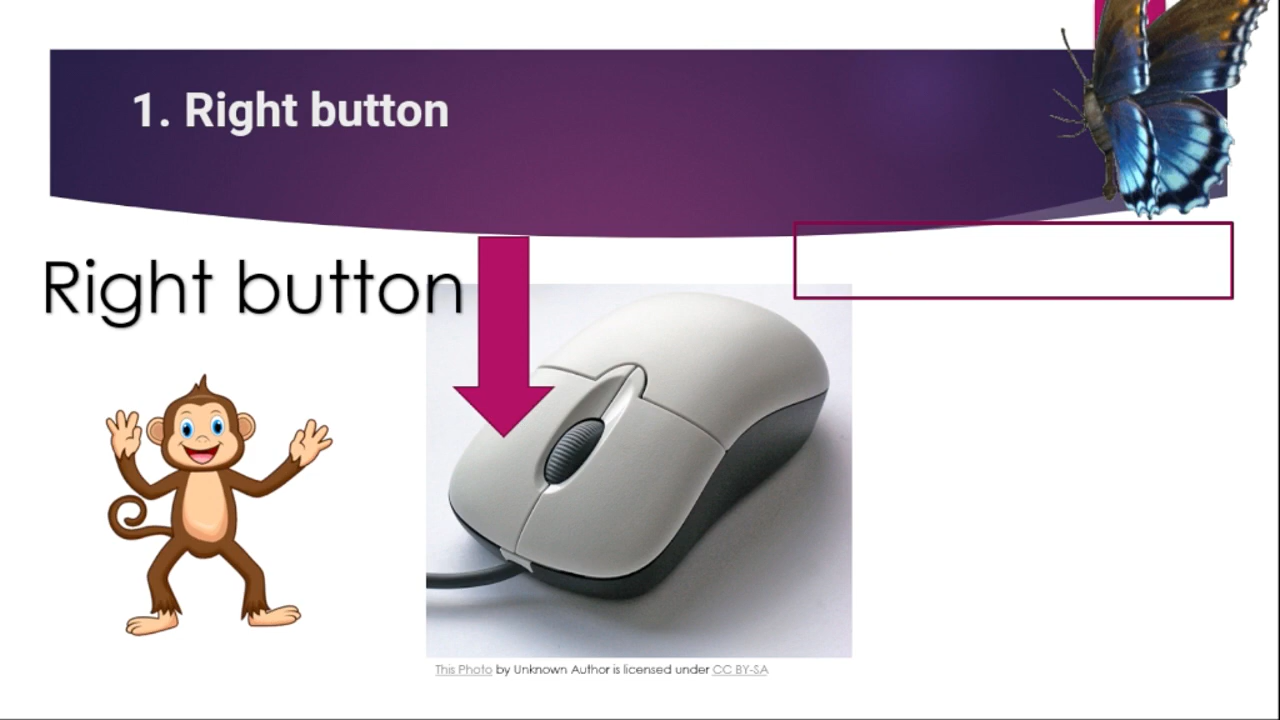 1. Right button
Right button
This Photo by Unknown Author is licensed under CC BY-SA